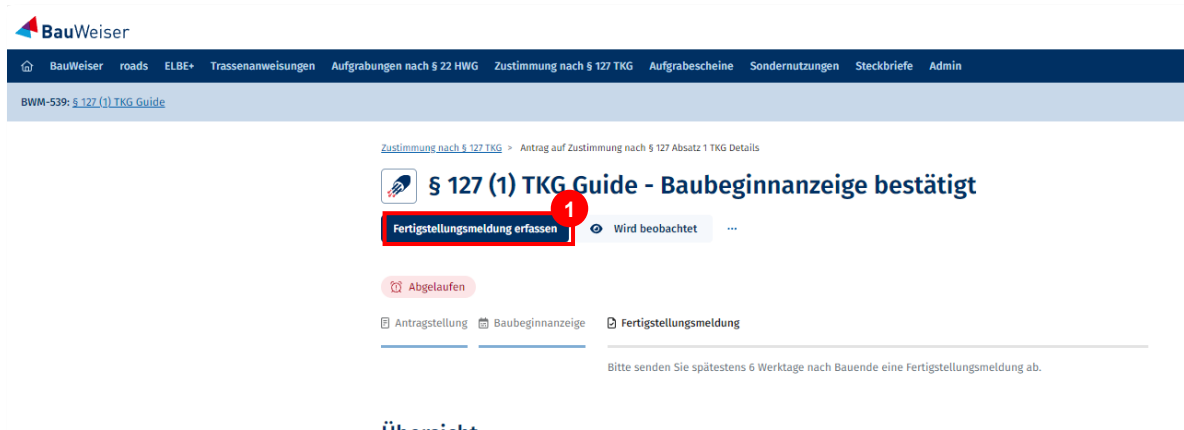 BauWeiser
BauWeiser roads ELBE+ Trassenanweisungen Aufgrabungen nach § 22 HWG Zustimmung nach § 127 TKG Aufgrabescheine Sondernutzungen Steckbriefe Admin
BWM-539: § 127 (1) TKG Guide
Zustimmung nach § 127 TKG > Antrag auf Zustimmung nach § 127 Absatz 1 TKG Details
§ 127 (1) TKG Guide - Baubeginnanzeige bestätigt
1
Fertigstellungsmeldung erfassen Wird beobachtet ...
Abgelaufen
Antragstellung Baubeginnanzeige Fertigstellungsmeldung
Bitte senden Sie spätestens 6 Werktage nach Bauende eine Fertigstellungsmeldung ab.
Übersicht